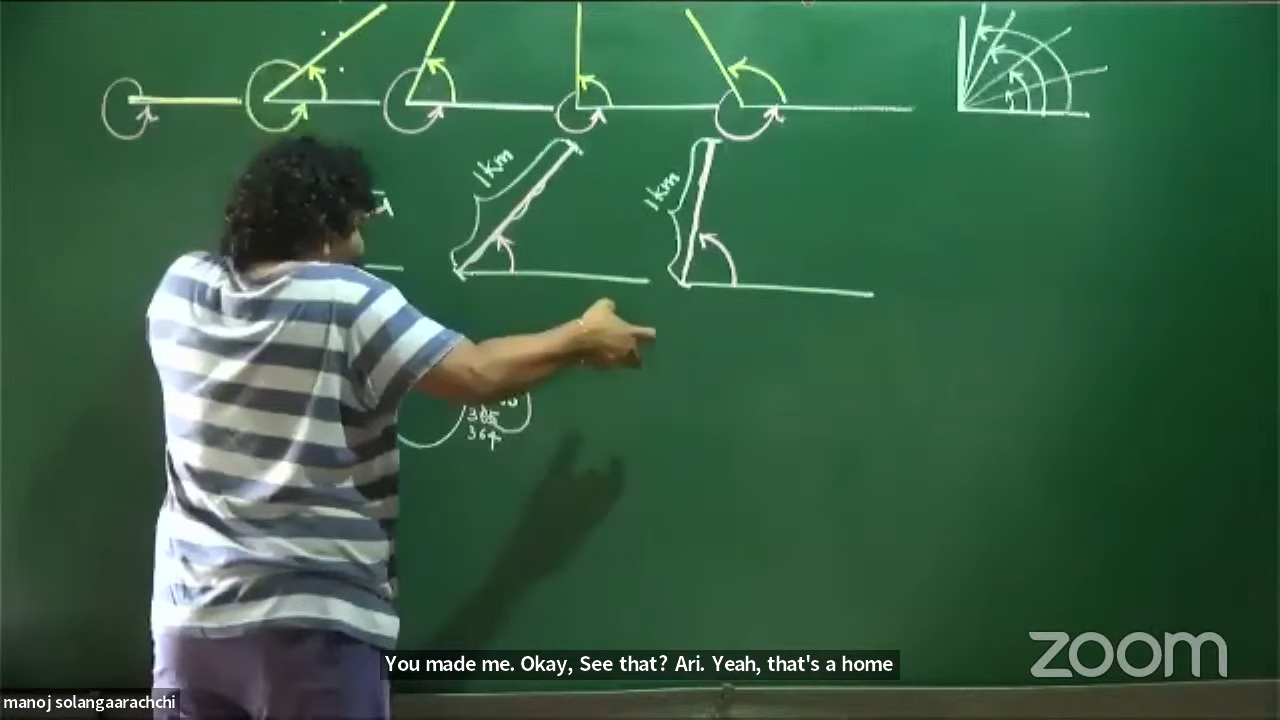 1km
1km
365
364
You made me. Okay, See that? Ari. Yeah, that's a home
zoom
manoj solangaarachchi